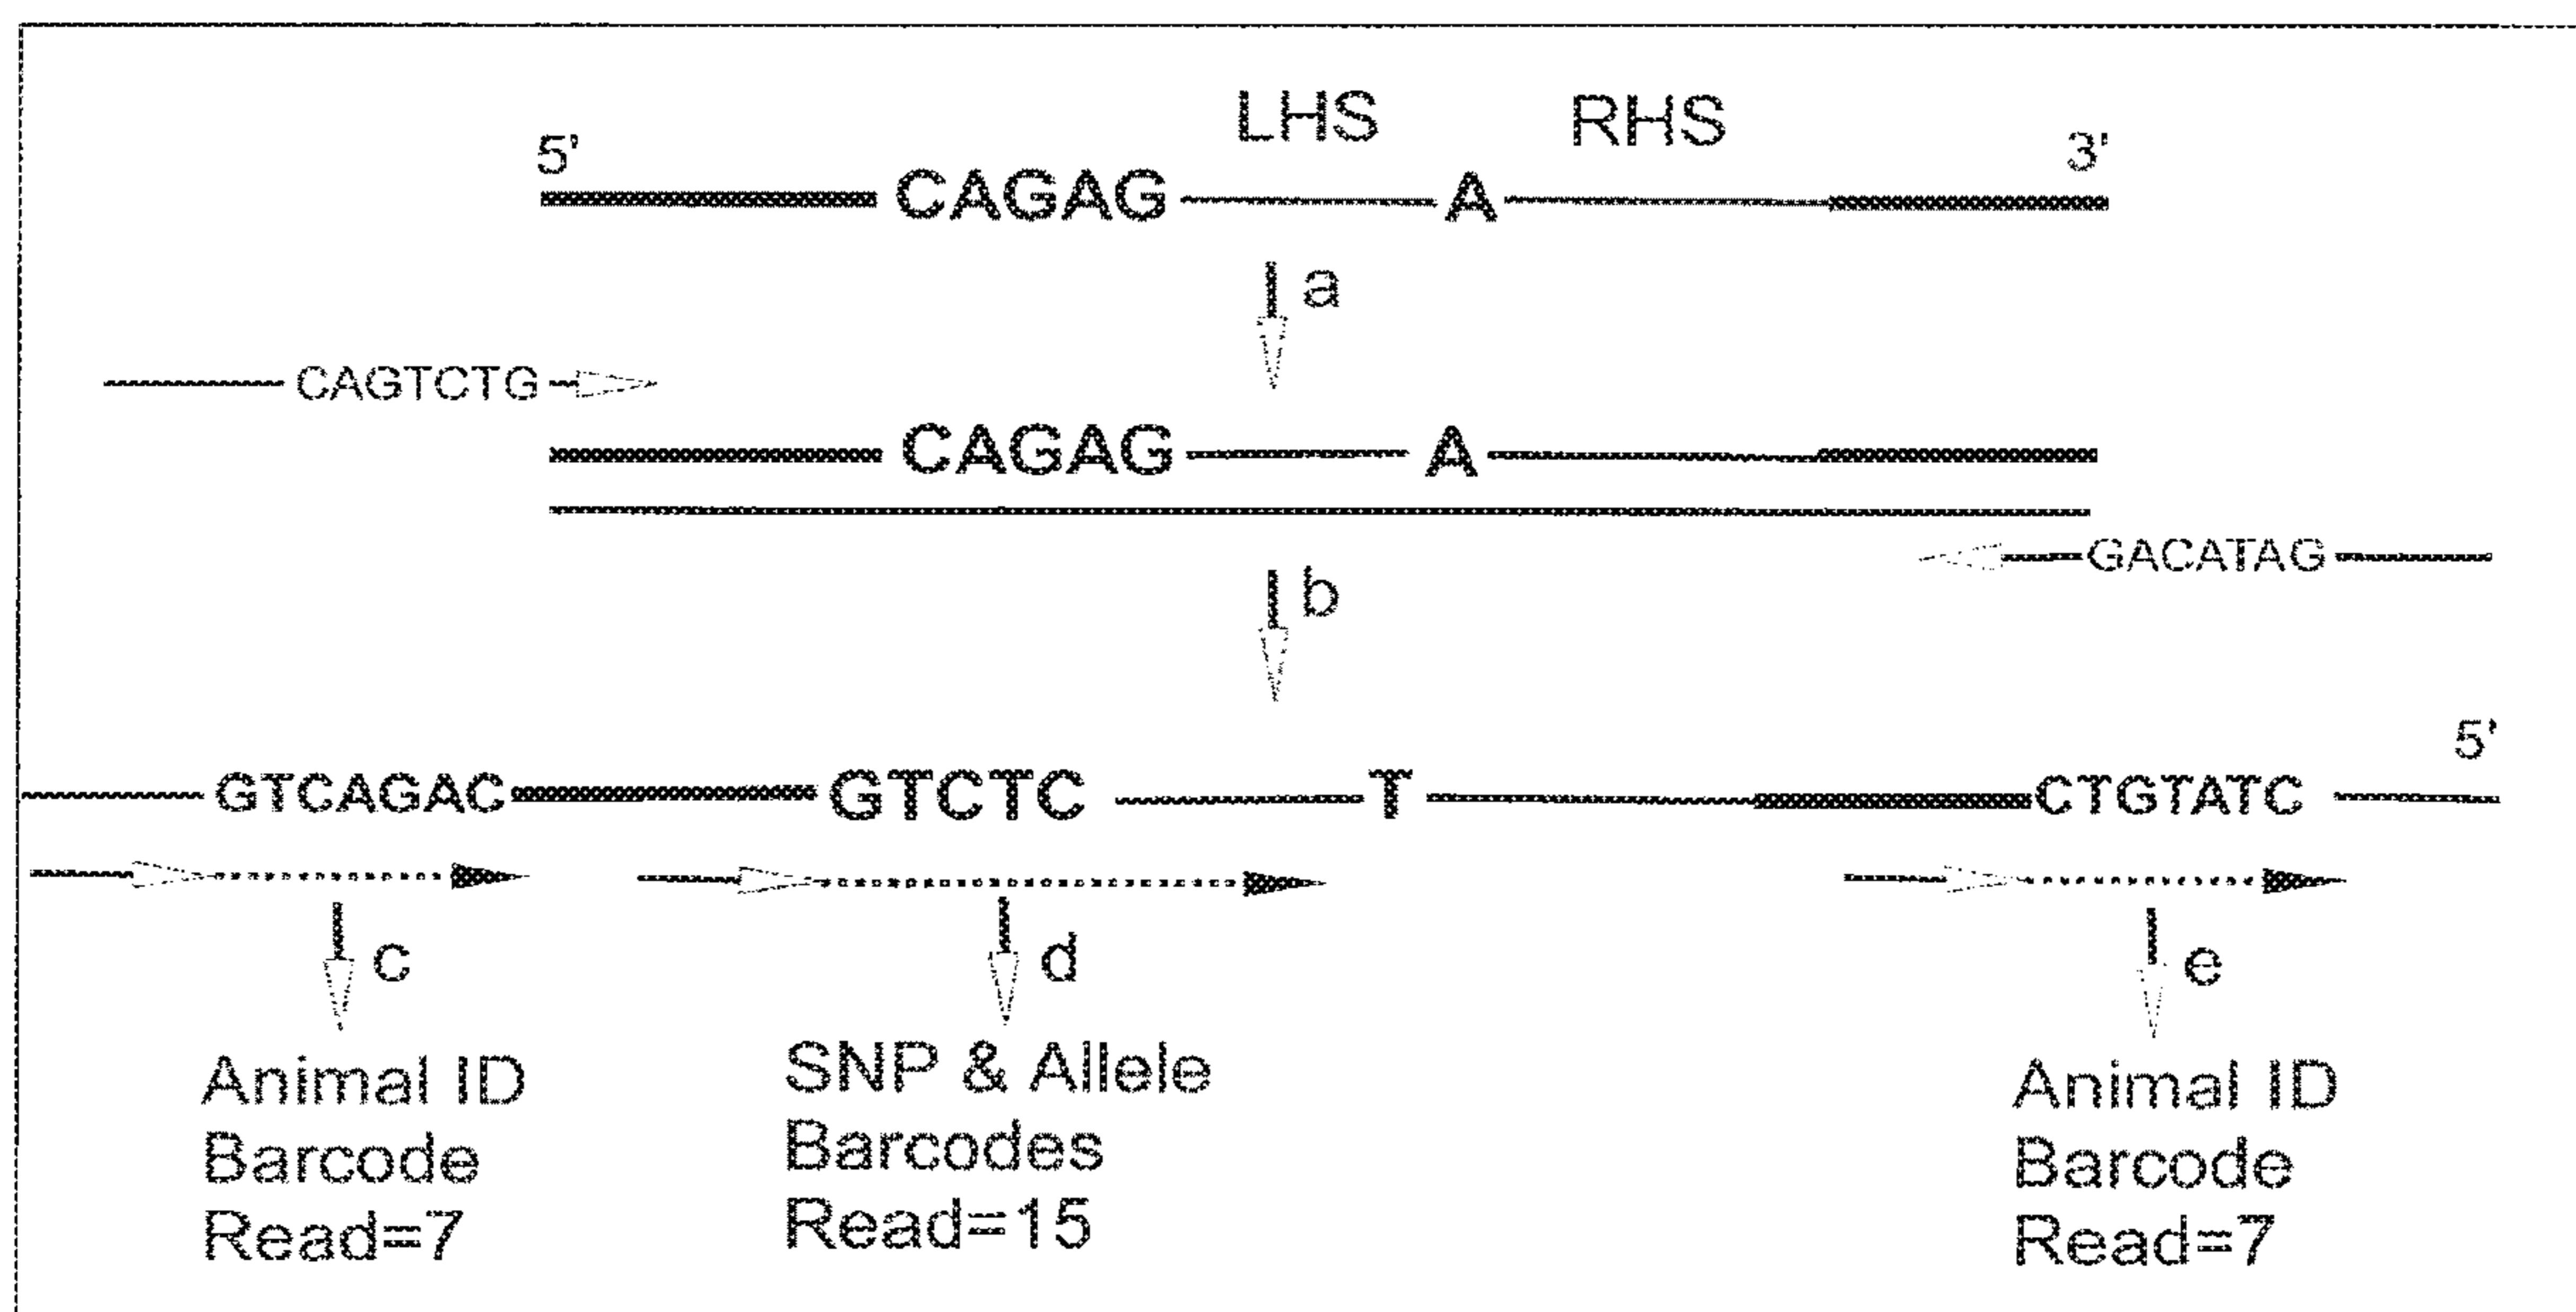 LHS RHS
5' 3'
CAGAG A
a
CAGTCTG
CAGAG A
GACATAG
b
5'
GTCAGAC GTCTC T CTGTATC
c d e
Animal ID
Barcode
Read=7
SNP & Allele
Barcodes
Read=15
Animal ID
Barcode
Read=7